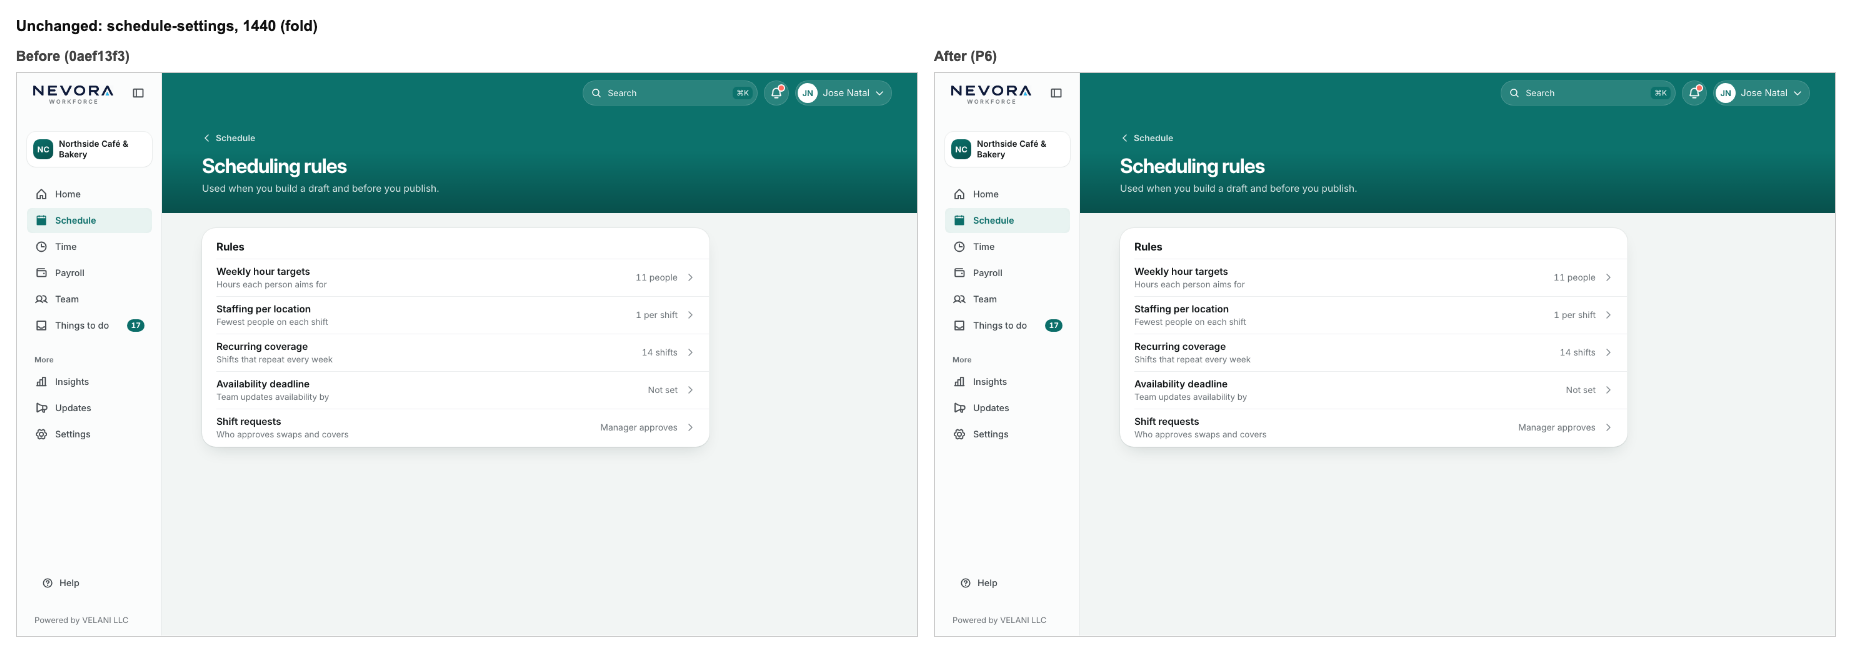 Unchanged: schedule-settings, 1440 (fold)
Before (0aef13f3)
NEVORA
WORKFORCE
Search
⌘K
JN
Jose Natal
NC
Northside Café &
Bakery
Schedule
Scheduling rules
Used when you build a draft and before you publish.
Home
Schedule
Time
Payroll
Team
Things to do
17
More
Insights
Updates
Settings
Help
Powered by VELANI LLC
Rules
Weekly hour targets
Hours each person aims for
11 people
Staffing per location
Fewest people on each shift
1 per shift
Recurring coverage
Shifts that repeat every week
14 shifts
Availability deadline
Team updates availability by
Not set
Shift requests
Who approves swaps and covers
Manager approves
After (P6)
NEVORA
WORKFORCE
Search
⌘K
JN
Jose Natal
NC
Northside Café &
Bakery
Schedule
Scheduling rules
Used when you build a draft and before you publish.
Home
Schedule
Time
Payroll
Team
Things to do
17
More
Insights
Updates
Settings
Help
Powered by VELANI LLC
Rules
Weekly hour targets
Hours each person aims for
11 people
Staffing per location
Fewest people on each shift
1 per shift
Recurring coverage
Shifts that repeat every week
14 shifts
Availability deadline
Team updates availability by
Not set
Shift requests
Who approves swaps and covers
Manager approves